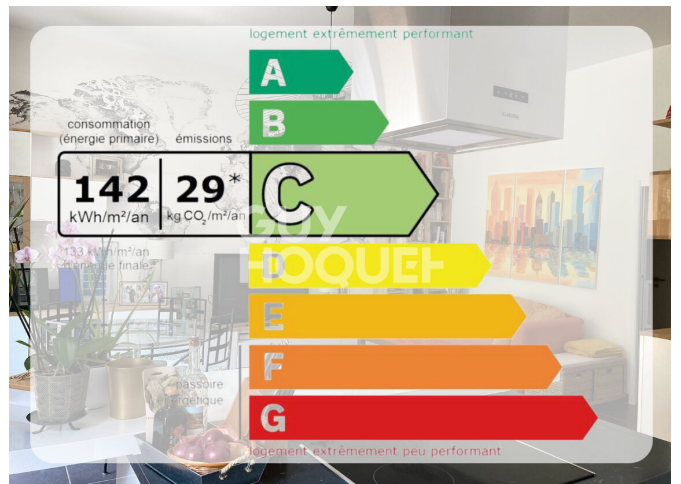 logement extrêmement performant
A
B
consommation
(énergie primaire) émissions
142 29* C
kWh/m²/an kg CO₂/m²/an
GUY
HOQUET
133 kWh/m²/an
d'énergie finale
D
E
F
passoire
énergétique
G
logement extrêmement peu performant